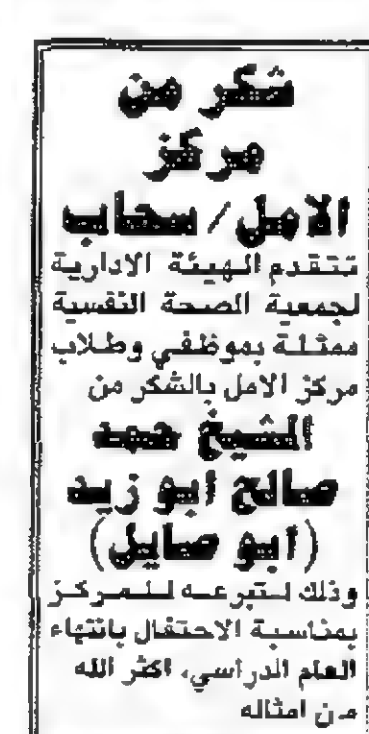 شكر من
مركز
الامل / سحاب
تتقدم الهيئة الادارية
لجمعية الصحة النفسية
ممثلة بموظفي وطلاب
مركز الامل بالشكر من
الشيخ حمد
صالح ابو زيد
(ابو صايل)
وذلك لتبرعه للمركز
بمناسبة الاحتفال بانتهاء
العام الدراسي، اكثر الله
من امثاله